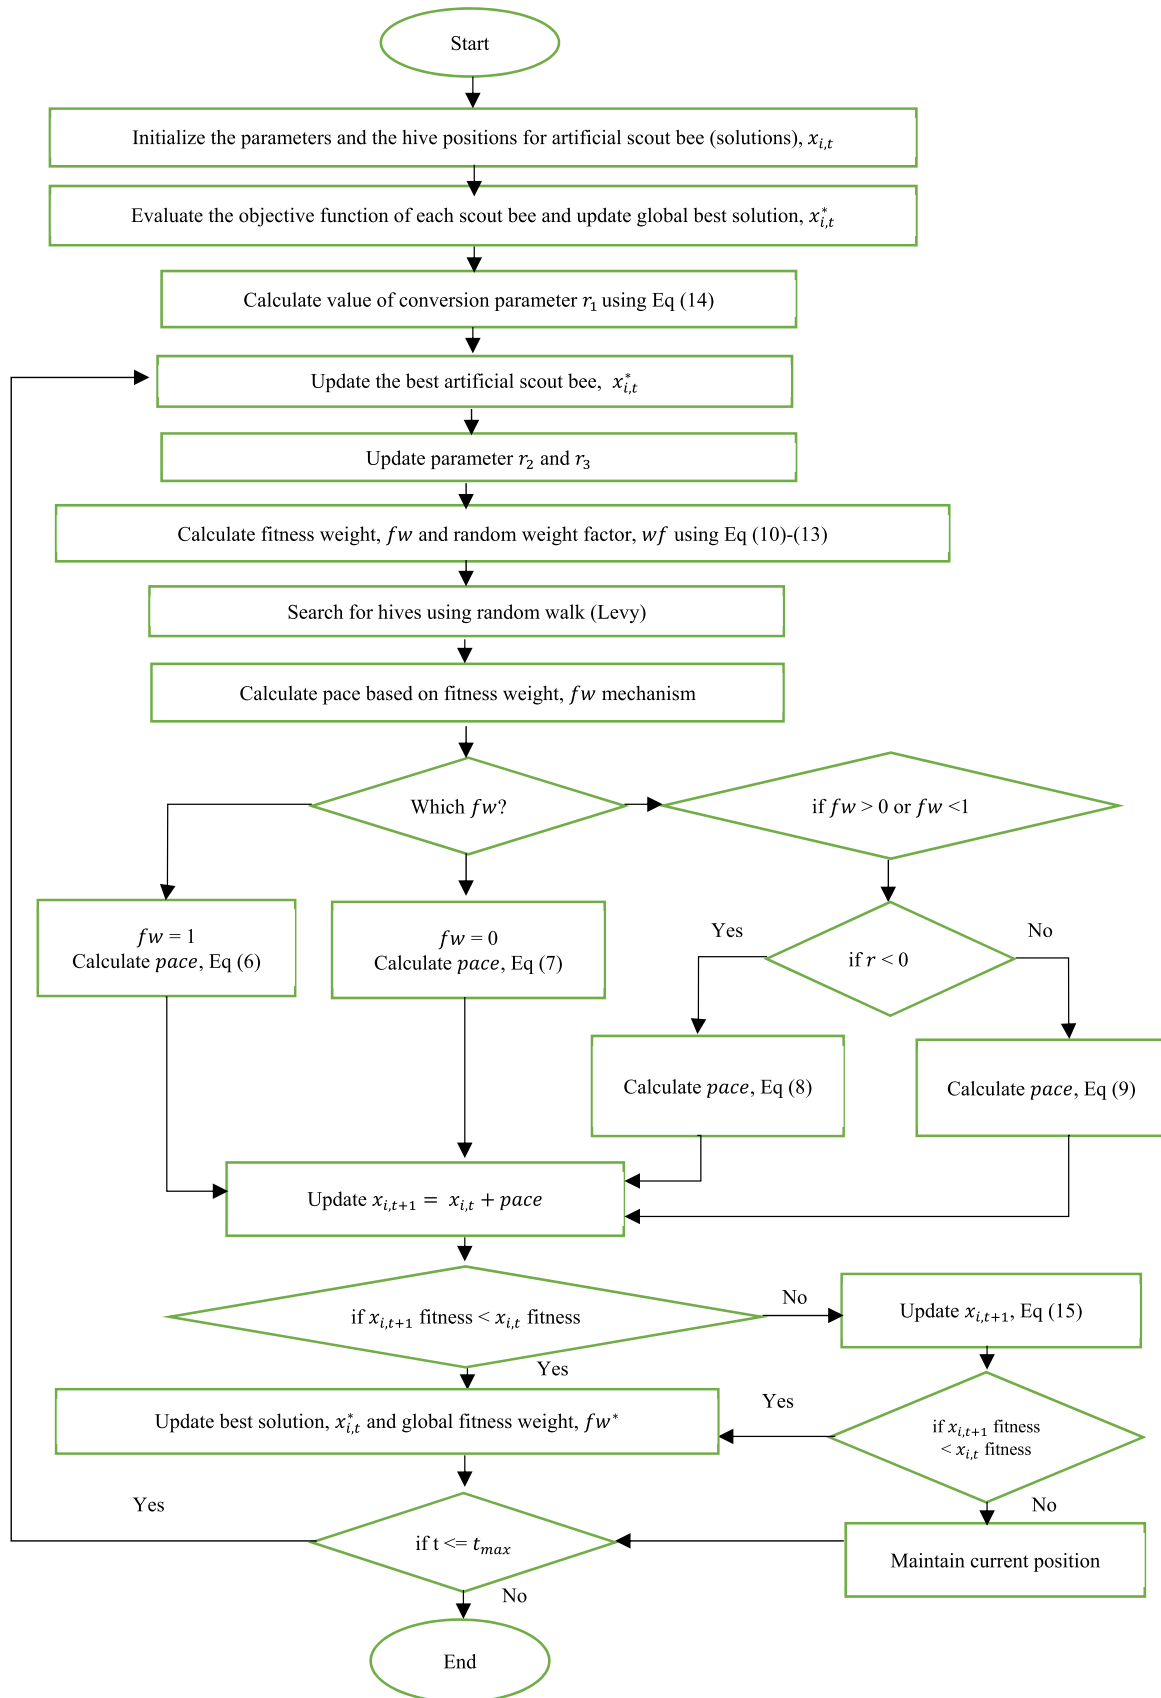 Start
Initialize the parameters and the hive positions for artificial scout bee (solutions), $x_{i,t}$
Evaluate the objective function of each scout bee and update global best solution, $x_{i,t}^{*}$
Calculate value of conversion parameter $r_1$ using Eq (14)
Update the best artificial scout bee, $x_{i,t}^{*}$
Update parameter $r_2$ and $r_3$
Calculate fitness weight, $fw$ and random weight factor, $wf$ using Eq (10)-(13)
Search for hives using random walk (Levy)
Calculate pace based on fitness weight, $fw$ mechanism
Which $fw$?
if $fw$ > 0 or $fw$ <1
$fw$ = 1
Calculate $pace$, Eq (6)
$fw$ = 0
Calculate $pace$, Eq (7)
Yes
if $r$ < 0
No
Calculate $pace$, Eq (8)
Calculate $pace$, Eq (9)
Update $x_{i,t+1} = x_{i,t} + pace$
if $x_{i,t+1}$ fitness < $x_{i,t}$ fitness
No
Update $x_{i,t+1}$, Eq (15)
Yes
Update best solution, $x_{i,t}^{*}$ and global fitness weight, $fw^{*}$
Yes
if $x_{i,t+1}$ fitness
< $x_{i,t}$ fitness
No
Maintain current position
Yes
if t <= $t_{max}$
No
End